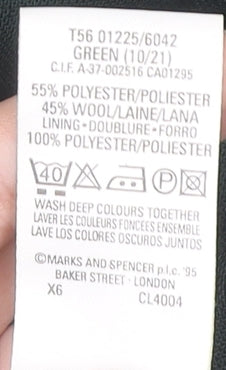 T56 01225/6042
GREEN (10/21)
C.I.F. A-37-002516 CA01295
55% POLYESTER/POLIESTER
45% WOOL/LAINE/LANA
LINING•DOUBLURE•FORRO
100% POLYESTER/POLIESTER
40 P
WASH DEEP COLOURS TOGETHER
LAVER LES COULEURS FONCEES ENSEMBLE
LAVE LOS COLORES OSCUROS JUNTOS
©MARKS AND SPENCER p.l.c. '95
BAKER STREET · LONDON
X6 CL4004